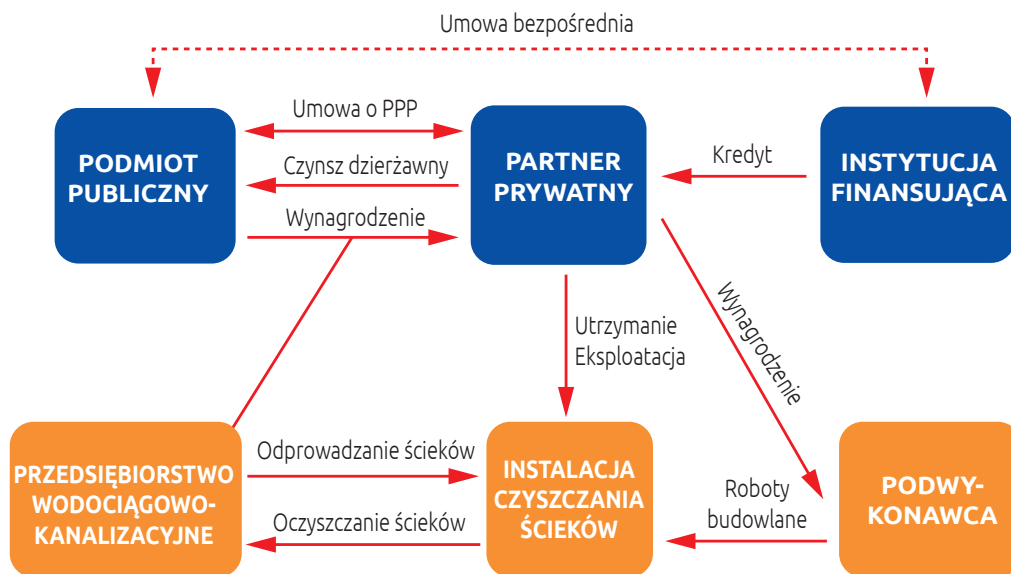 Umowa bezpośrednia
PODMIOT
PUBLICZNY
Umowa o PPP
Czynsz dzierżawny
Wynagrodzenie
PARTNER
PRYWATNY
Kredyt
INSTYTUCJA
FINANSUJĄCA
Utrzymanie
Eksploatacja
Wynagrodzenie
PRZEDSIĘBIORSTWO
WODOCIĄGOWO-
KANALIZACYJNE
Odprowadzanie ścieków
Oczyszczanie ścieków
INSTALACJA
CZYSZCZANIA
ŚCIEKÓW
Roboty
budowlane
PODWY-
KONAWCA